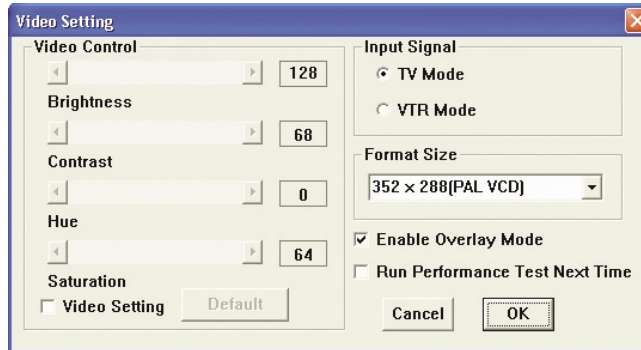 Video Setting
Video Control
128
Brightness
68
Contrast
0
Hue
64
Saturation
Video Setting
Default
Input Signal
TV Mode
VTR Mode
Format Size
352 x 288(PAL VCD)
Enable Overlay Mode
Run Performance Test Next Time
Cancel
OK